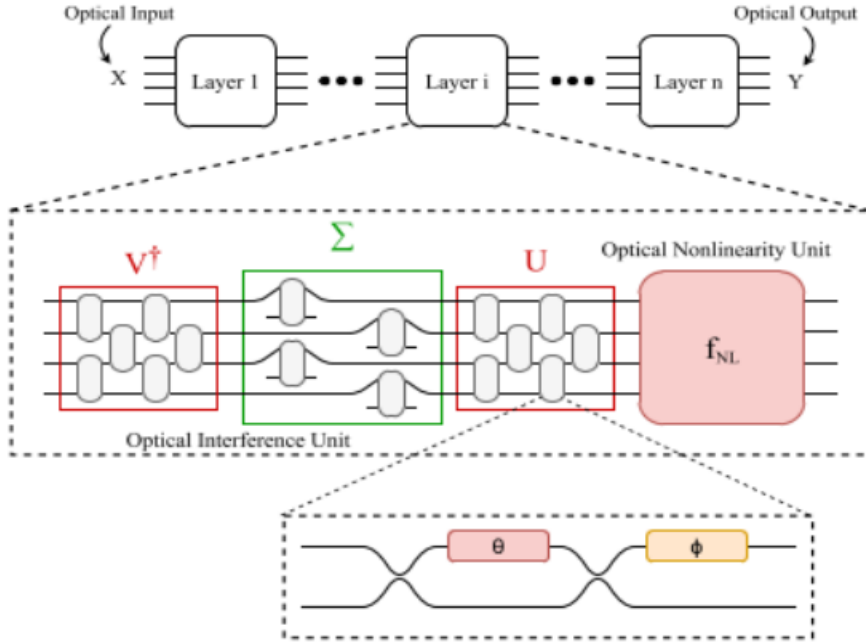 Optical Input
Optical Output
X
Layer 1
Layer i
Layer n
Y
V†
Σ
U
Optical Nonlinearity Unit
f_NL
Optical Interference Unit
θ
ϕ